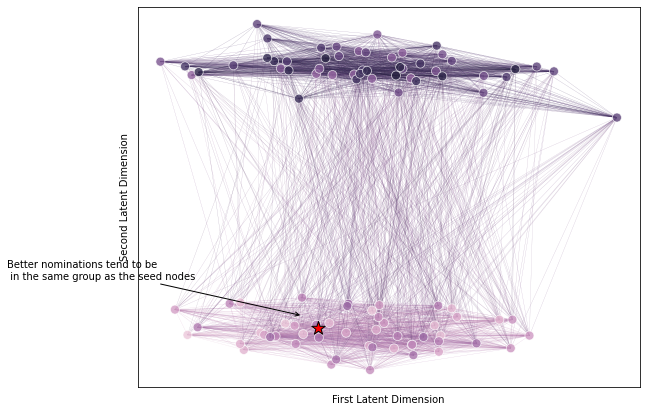 Second Latent Dimension
Better nominations tend to be
in the same group as the seed nodes
First Latent Dimension